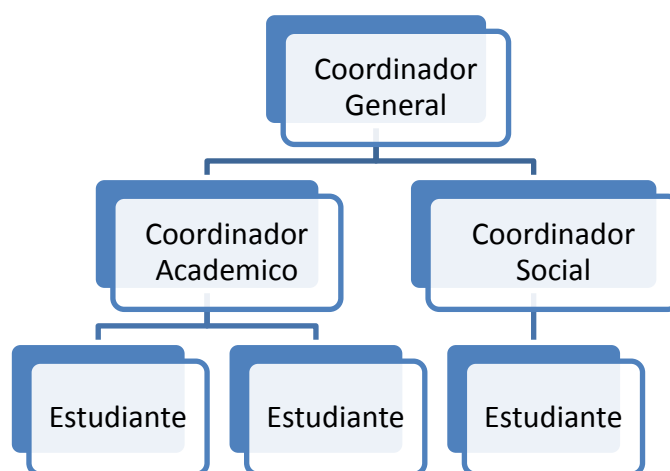 Coordinador
General
Coordinador
Academico
Coordinador
Social
Estudiante
Estudiante
Estudiante